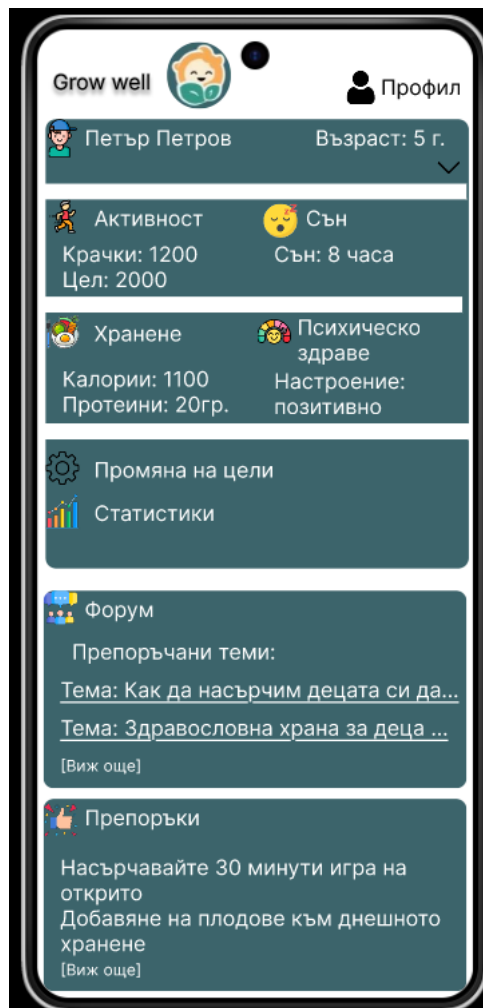 Grow well
Профил
Петър Петров Възраст: 5 г.
Активност Сън
Крачки: 1200 Сън: 8 часа
Цел: 2000
Хранене Психическо
здраве
Калории: 1100 Настроение:
Протеини: 20гр. позитивно
Промяна на цели
Статистики
Форум
Препоръчани теми:
Тема: Как да насърчим децата си да...
Тема: Здравословна храна за деца ...
[Виж още]
Препоръки
Насърчавайте 30 минути игра на
открито
Добавяне на плодове към днешното
хранене
[Виж още]